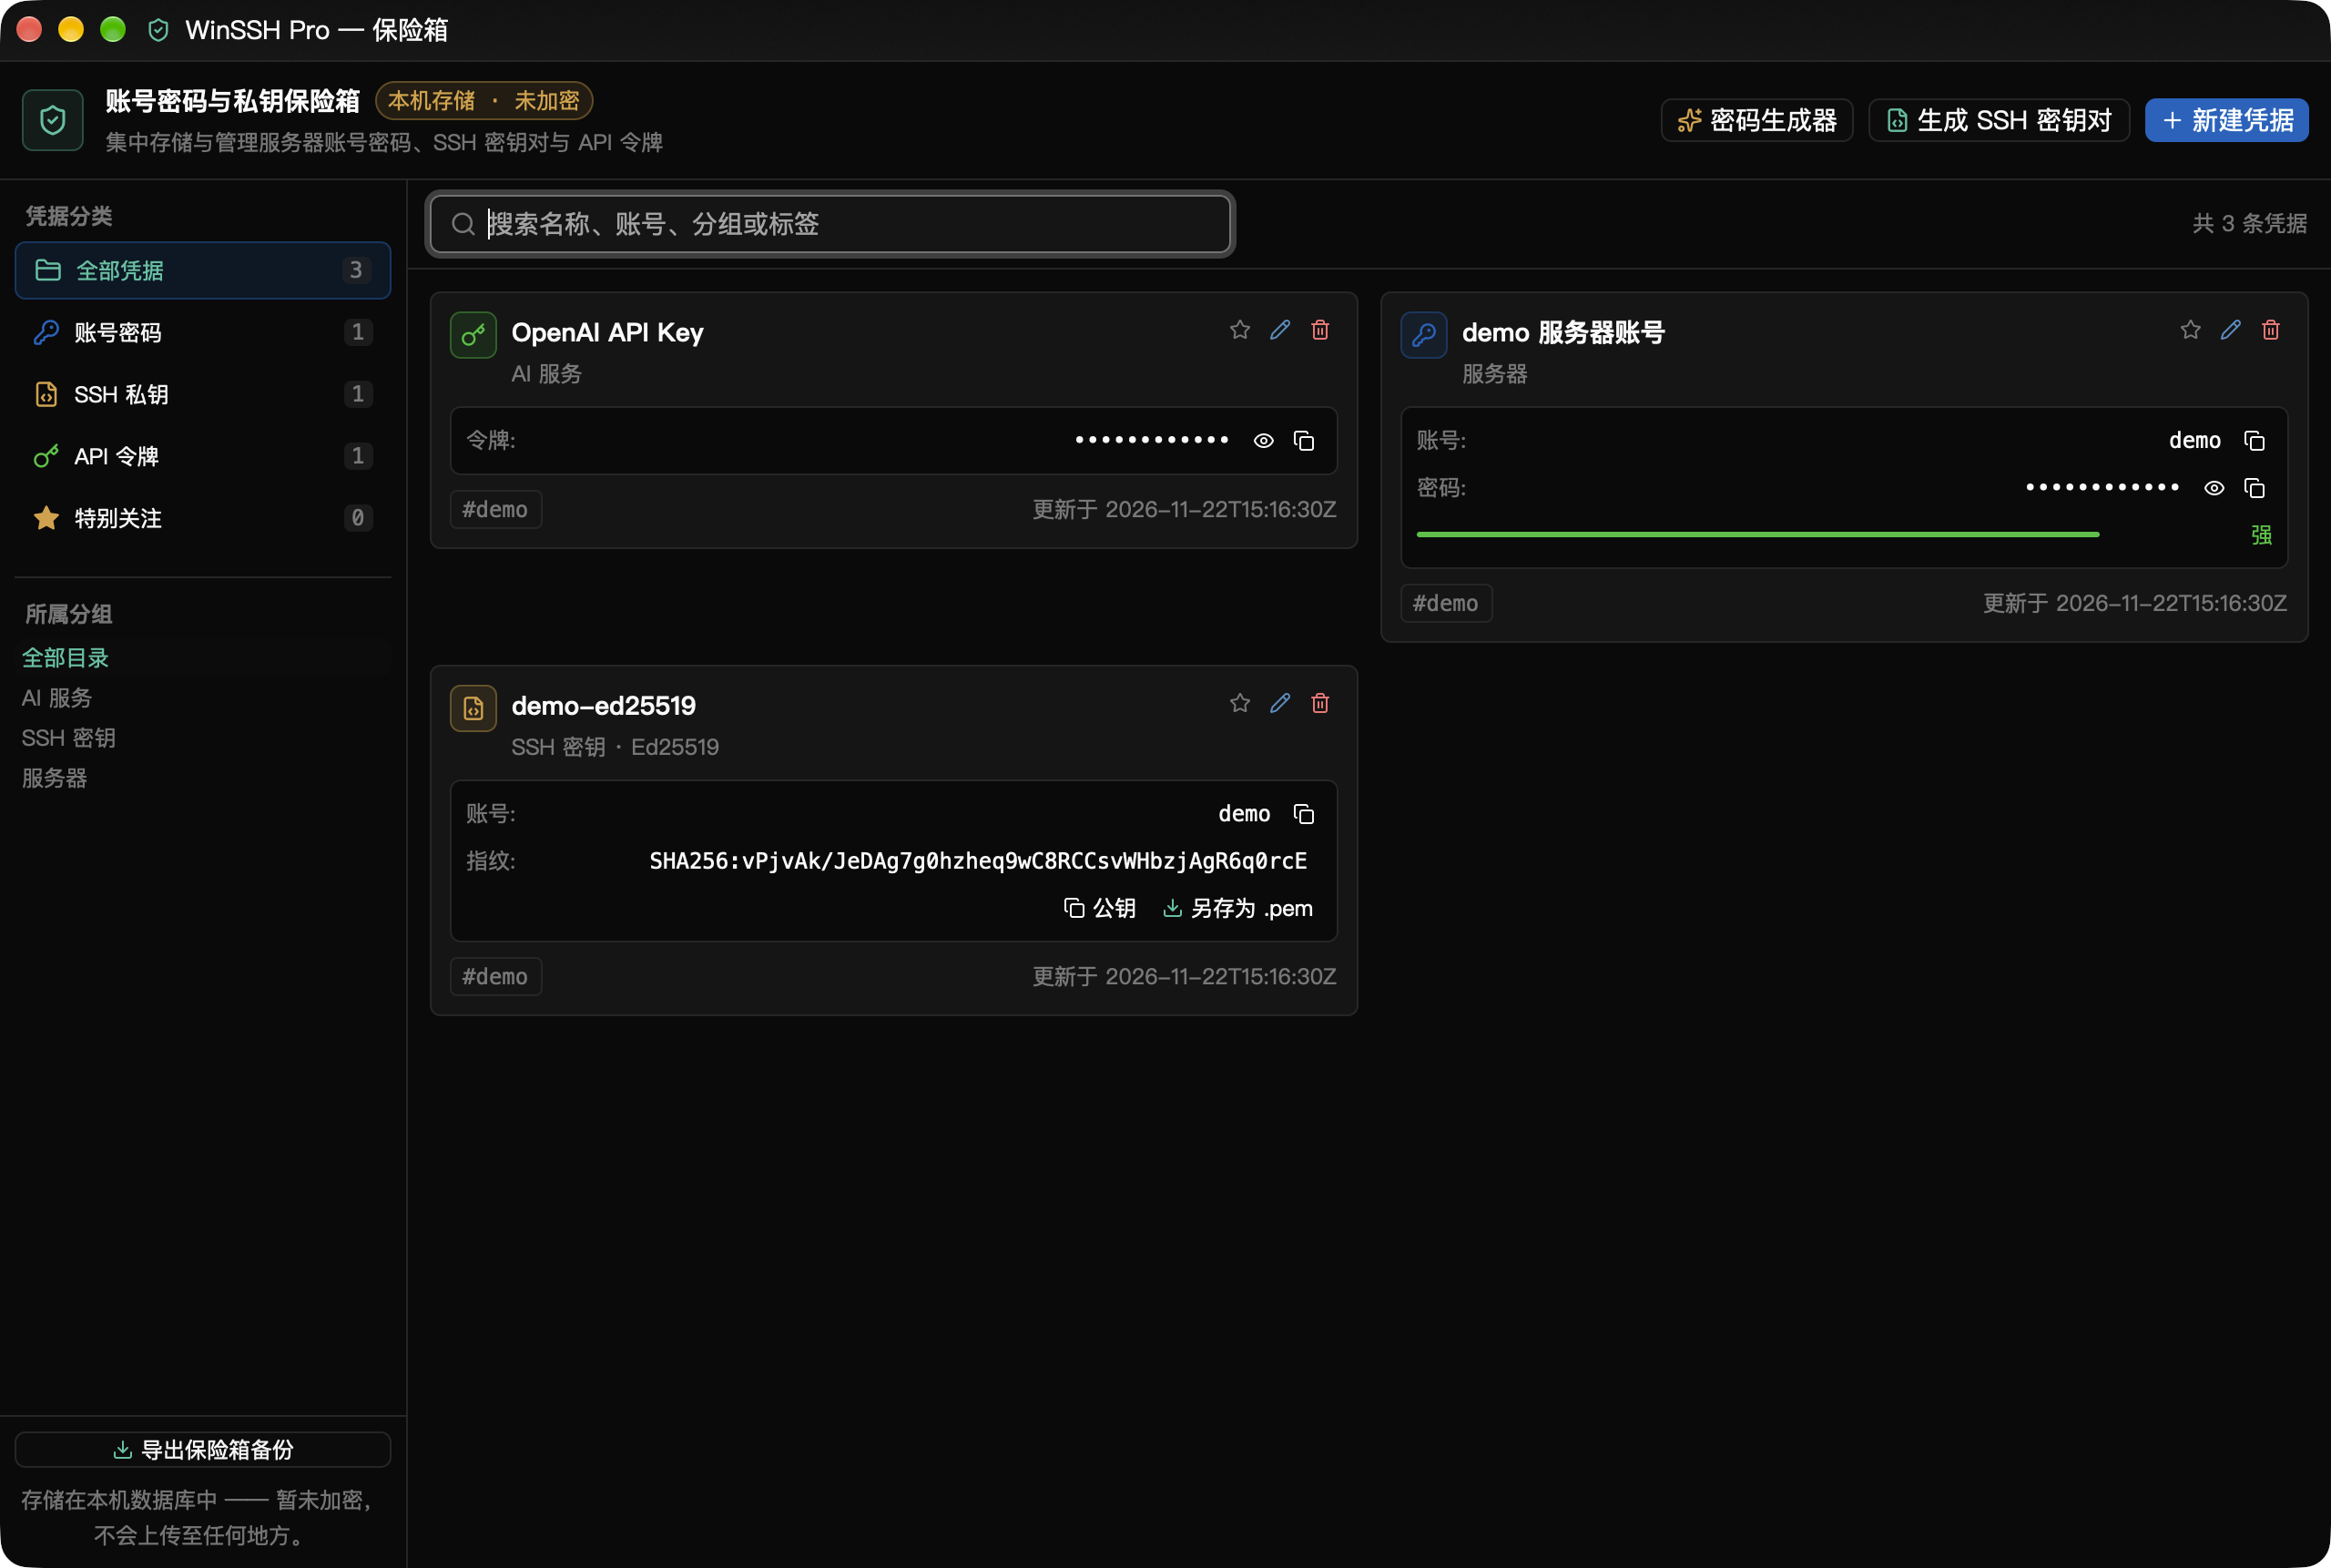 WinSSH Pro — 保险箱
账号密码与私钥保险箱
本机存储 · 未加密
集中存储与管理服务器账号密码、SSH 密钥对与 API 令牌
密码生成器
生成 SSH 密钥对
+ 新建凭据
凭据分类
全部凭据 3
账号密码 1
SSH 私钥 1
API 令牌 1
特别关注 0
所属分组
全部目录
AI 服务
SSH 密钥
服务器
导出保险箱备份
存储在本机数据库中 —— 暂未加密，
不会上传至任何地方。
搜索名称、账号、分组或标签
共 3 条凭据
OpenAI API Key
AI 服务
令牌: ••••••••••••
#demo
更新于 2026-11-22T15:16:30Z
demo 服务器账号
服务器
账号: demo
密码: ••••••••••••
强
#demo
更新于 2026-11-22T15:16:30Z
demo-ed25519
SSH 密钥 · Ed25519
账号: demo
指纹: SHA256:vPjvAk/JeDAg7g0hzheq9wC8RCCsvWHbzjAgR6q0rcE
公钥
另存为 .pem
#demo
更新于 2026-11-22T15:16:30Z